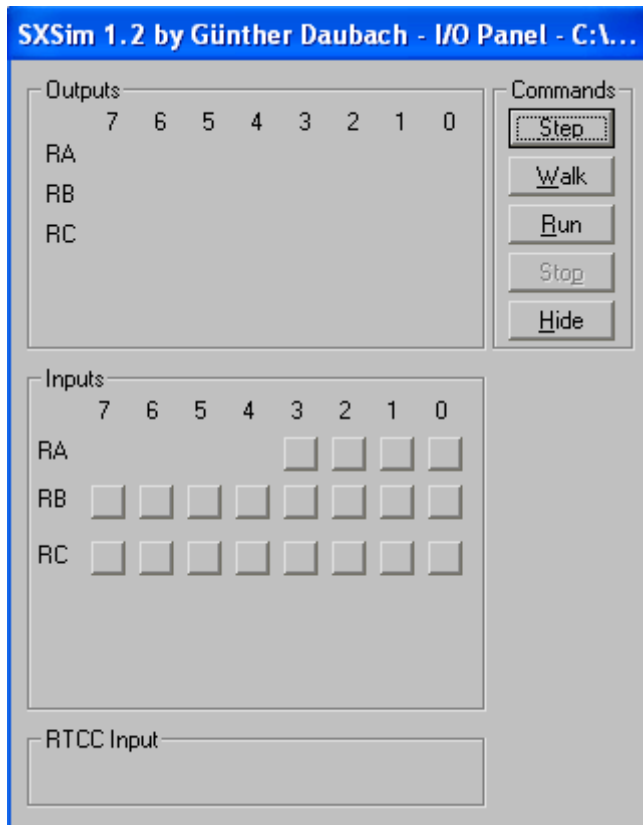 SXSim 1.2 by Günther Daubach - I/O Panel - C:\...
Outputs
7 6 5 4 3 2 1 0
RA
RB
RC
Commands
Step
Walk
Run
Stop
Hide
Inputs
7 6 5 4 3 2 1 0
RA
RB
RC
RTCC Input